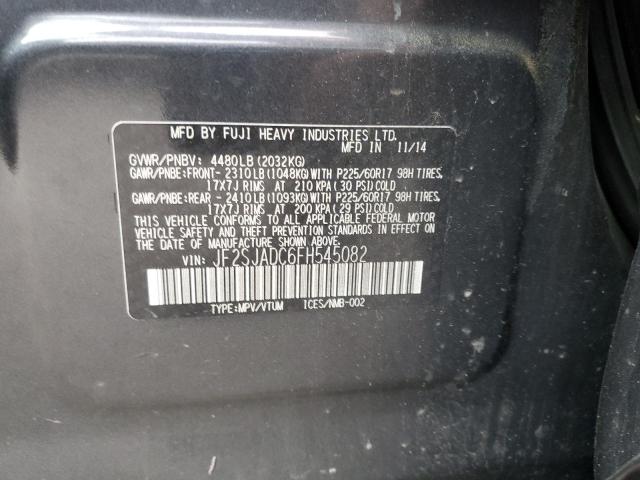 MFD BY FUJI HEAVY INDUSTRIES LTD.
MFD IN 11/14
GVWR/PNBV: 4480LB(2032KG)
GAWR/PNBE:FRONT- 2310LB(1048KG)WITH P225/60R17 98H TIRES,
17X7J RIMS AT 210 KPA(30 PSI)COLD
GAWR/PNBE:REAR - 2410LB(1093KG)WITH P225/60R17 98H TIRES,
17X7J RIMS AT 200 KPA(29 PSI)COLD
THIS VEHICLE CONFORMS TO ALL APPLICABLE FEDERAL MOTOR
VEHICLE SAFETY AND THEFT PREVENTION STANDARDS IN EFFECT
ON THE DATE OF MANUFACTURE SHOWN ABOVE.
VIN: JF2SJADC6FH545082
TYPE:MPV/VTUM ICES/NMB-002